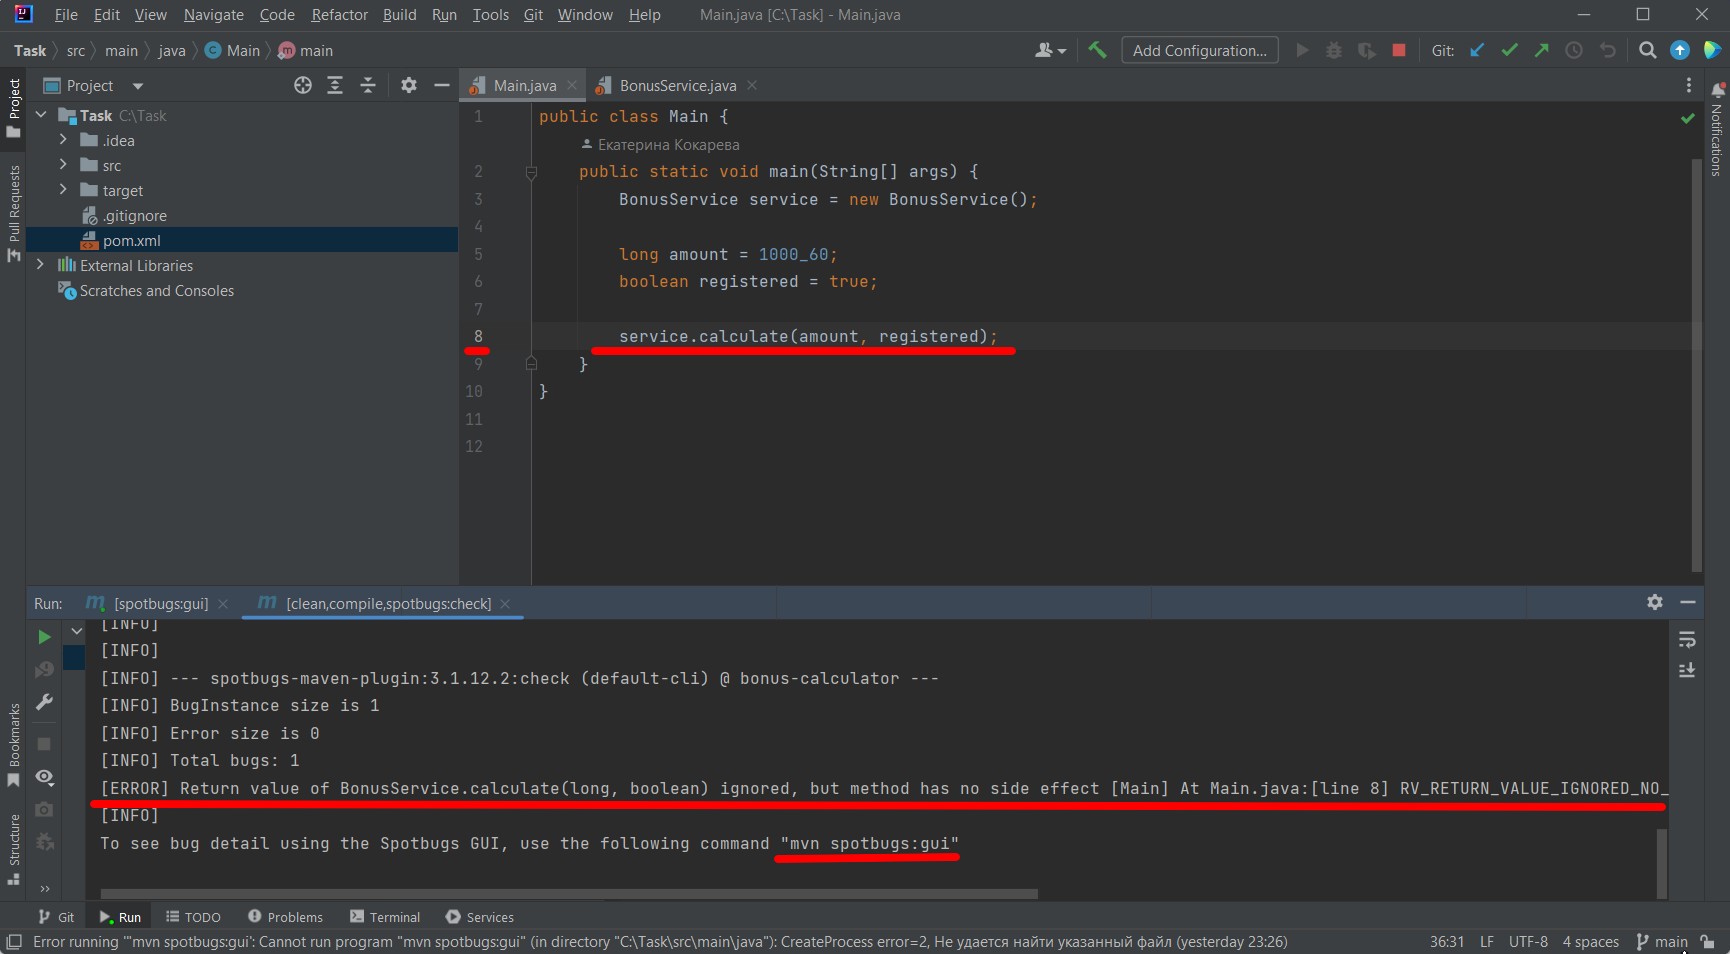 File Edit View Navigate Code Refactor Build Run Tools Git Window Help Main.java [C:\Task] - Main.java
Task src main java Main main Add Configuration... Git:
Project Main.java BonusService.java
Task C:\Task
.idea
src
target
.gitignore
pom.xml
External Libraries
Scratches and Consoles
Project
Pull Requests
Bookmarks
Structure
1 public class Main {
Екатерина Кокарева
2 public static void main(String[] args) {
3 BonusService service = new BonusService();
4
5 long amount = 1000_60;
6 boolean registered = true;
7
8 service.calculate(amount, registered);
9 }
10 }
11
12
Notifications
Run: [spotbugs:gui] [clean,compile,spotbugs:check]
[INFO]
[INFO]
[INFO] --- spotbugs-maven-plugin:3.1.12.2:check (default-cli) @ bonus-calculator ---
[INFO] BugInstance size is 1
[INFO] Error size is 0
[INFO] Total bugs: 1
[ERROR] Return value of BonusService.calculate(long, boolean) ignored, but method has no side effect [Main] At Main.java:[line 8] RV_RETURN_VALUE_IGNORED_NO_
[INFO]
To see bug detail using the Spotbugs GUI, use the following command "mvn spotbugs:gui"
Git Run TODO Problems Terminal Services
Error running '"mvn spotbugs:gui': Cannot run program "mvn spotbugs:gui" (in directory "C:\Task\src\main\java"): CreateProcess error=2, Не удается найти указанный файл (yesterday 23:26) 36:31 LF UTF-8 4 spaces main